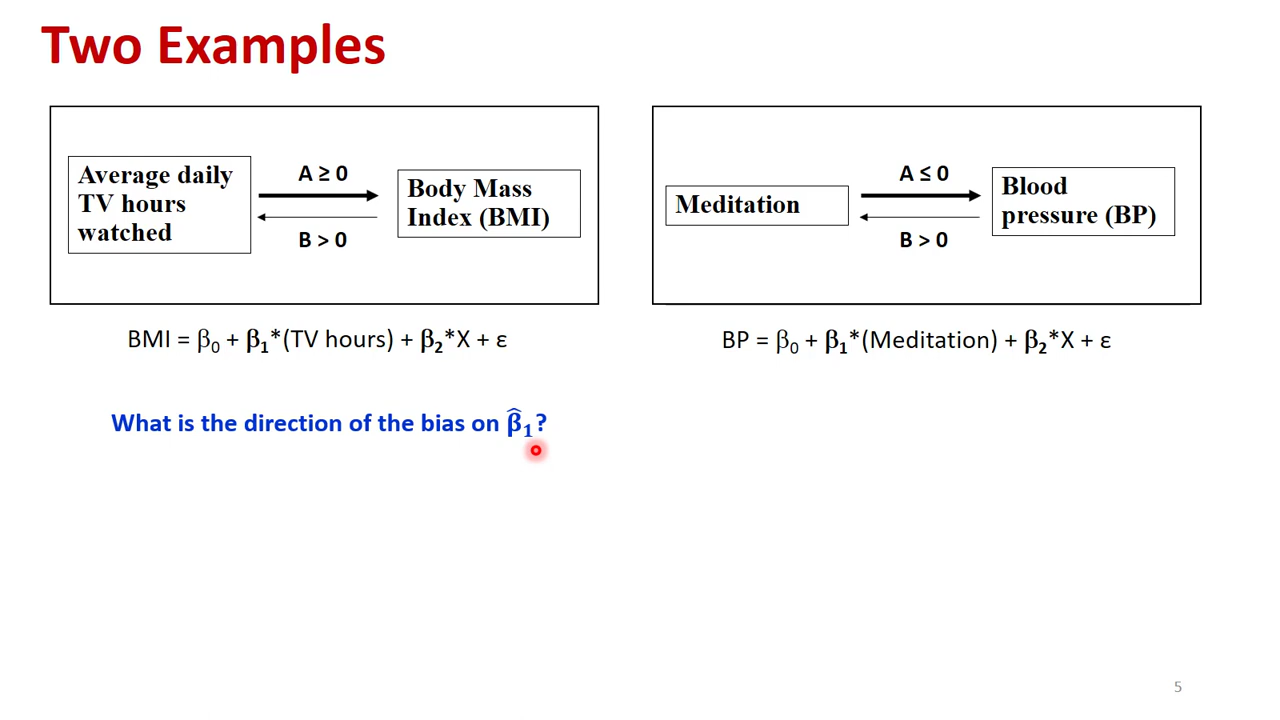 Two Examples
Average daily
TV hours
watched
A ≥ 0
B > 0
Body Mass
Index (BMI)
Meditation
A ≤ 0
B > 0
Blood
pressure (BP)
BMI = β₀ + β₁*(TV hours) + β₂*X + ε
BP = β₀ + β₁*(Meditation) + β₂*X + ε
What is the direction of the bias on β̂₁?
5